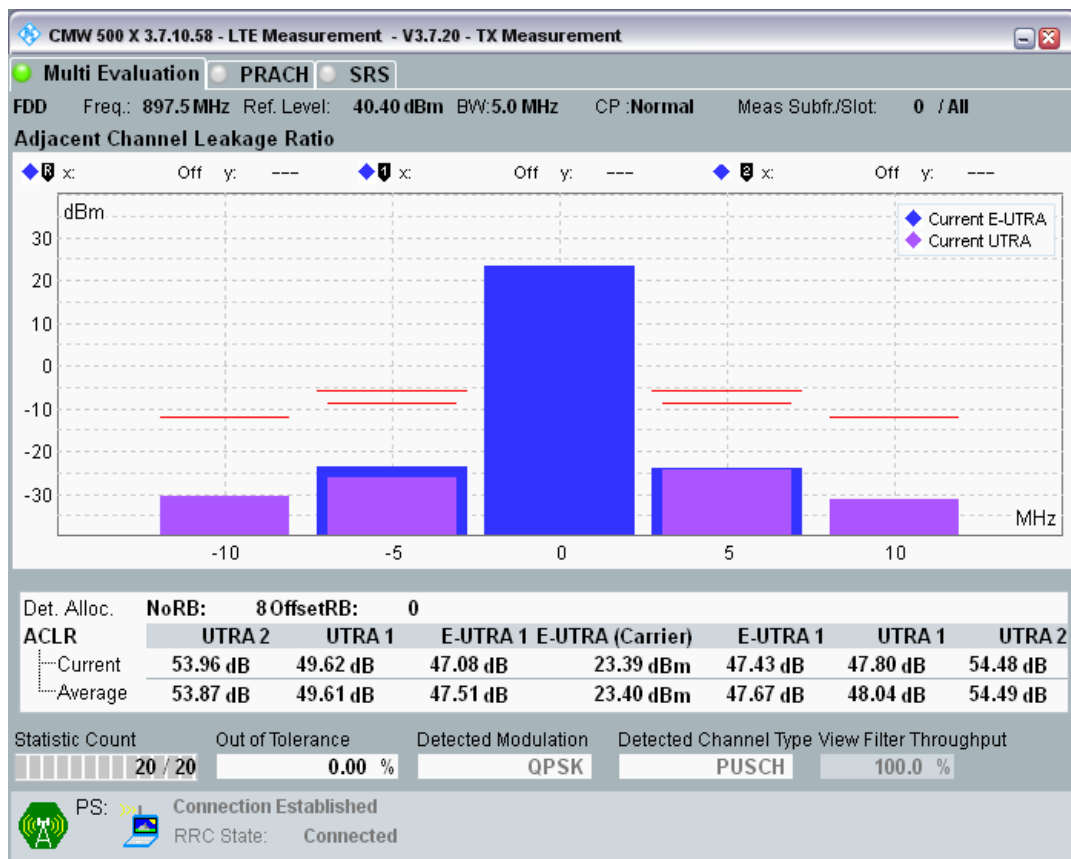 CMW 500 X 3.7.10.58 - LTE Measurement - V3.7.20 - TX Measurement
Multi Evaluation PRACH SRS
FDD Freq.: 897.5 MHz Ref. Level: 40.40 dBm BW:5.0 MHz CP :Normal Meas Subfr./Slot: 0 / All
Adjacent Channel Leakage Ratio
R x: Off y: --- 1 x: Off y: --- 2 x: Off y: ---
dBm
Current E-UTRA
Current UTRA
30
20
10
0
-10
-20
-30
MHz
-10 -5 0 5 10
Det. Alloc. NoRB: 8 OffsetRB: 0
ACLR UTRA 2 UTRA 1 E-UTRA 1 E-UTRA (Carrier) E-UTRA 1 UTRA 1 UTRA 2
Current 53.96 dB 49.62 dB 47.08 dB 23.39 dBm 47.43 dB 47.80 dB 54.48 dB
Average 53.87 dB 49.61 dB 47.51 dB 23.40 dBm 47.67 dB 48.04 dB 54.49 dB
Statistic Count Out of Tolerance Detected Modulation Detected Channel Type View Filter Throughput
20 / 20 0.00 % QPSK PUSCH 100.0 %
PS: Connection Established
RRC State: Connected